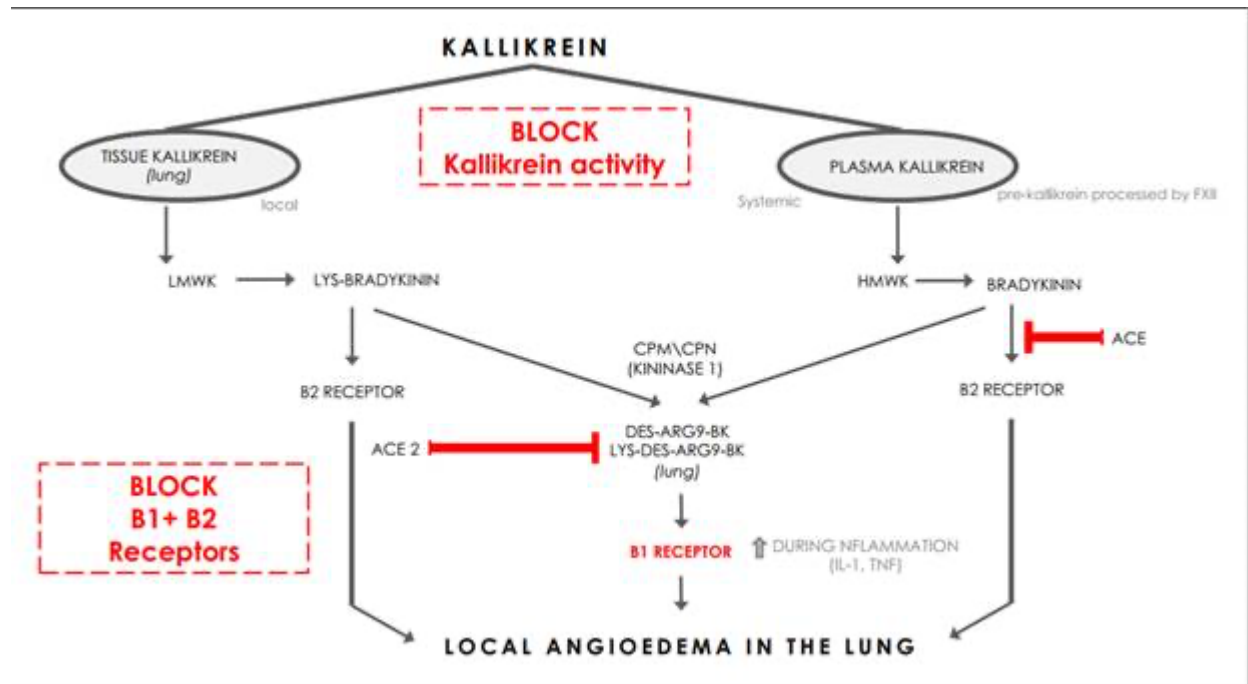 KALLIKREIN
BLOCK
Kallikrein activity
TISSUE KALLIKREIN
(lung)
local
PLASMA KALLIKREIN
Systemic
pre-kallikrein processed by FXII
LMWK
LYS-BRADYKININ
HMWK
BRADYKININ
ACE
CPM\CPN
(KININASE 1)
B2 RECEPTOR
B2 RECEPTOR
ACE 2
DES-ARG9-BK
LYS-DES-ARG9-BK
(lung)
BLOCK
B1+ B2
Receptors
B1 RECEPTOR
DURING NFLAMMATION
(IL-1, TNF)
LOCAL ANGIOEDEMA IN THE LUNG